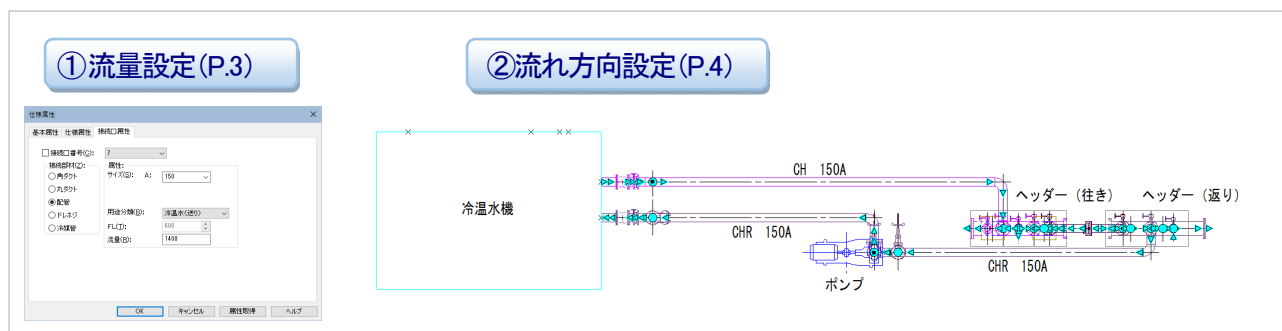 ①流量設定(P.3)
②流れ方向設定(P.4)
仕様属性
基本属性 仕様属性 接続口属性
接続口番号(C): 7
接続部材(Z):
角ダクト
丸ダクト
配管
ドレネジ
冷媒管
属性:
サイズ(S): A: 150
用途分類(B): 冷温水(送り)
FL(T): 600
流量(E): 1400
OK キャンセル 属性取得 ヘルプ
冷温水機
CH 150A
CHR 150A
ポンプ
ヘッダー（往き） ヘッダー（返り）
CHR 150A